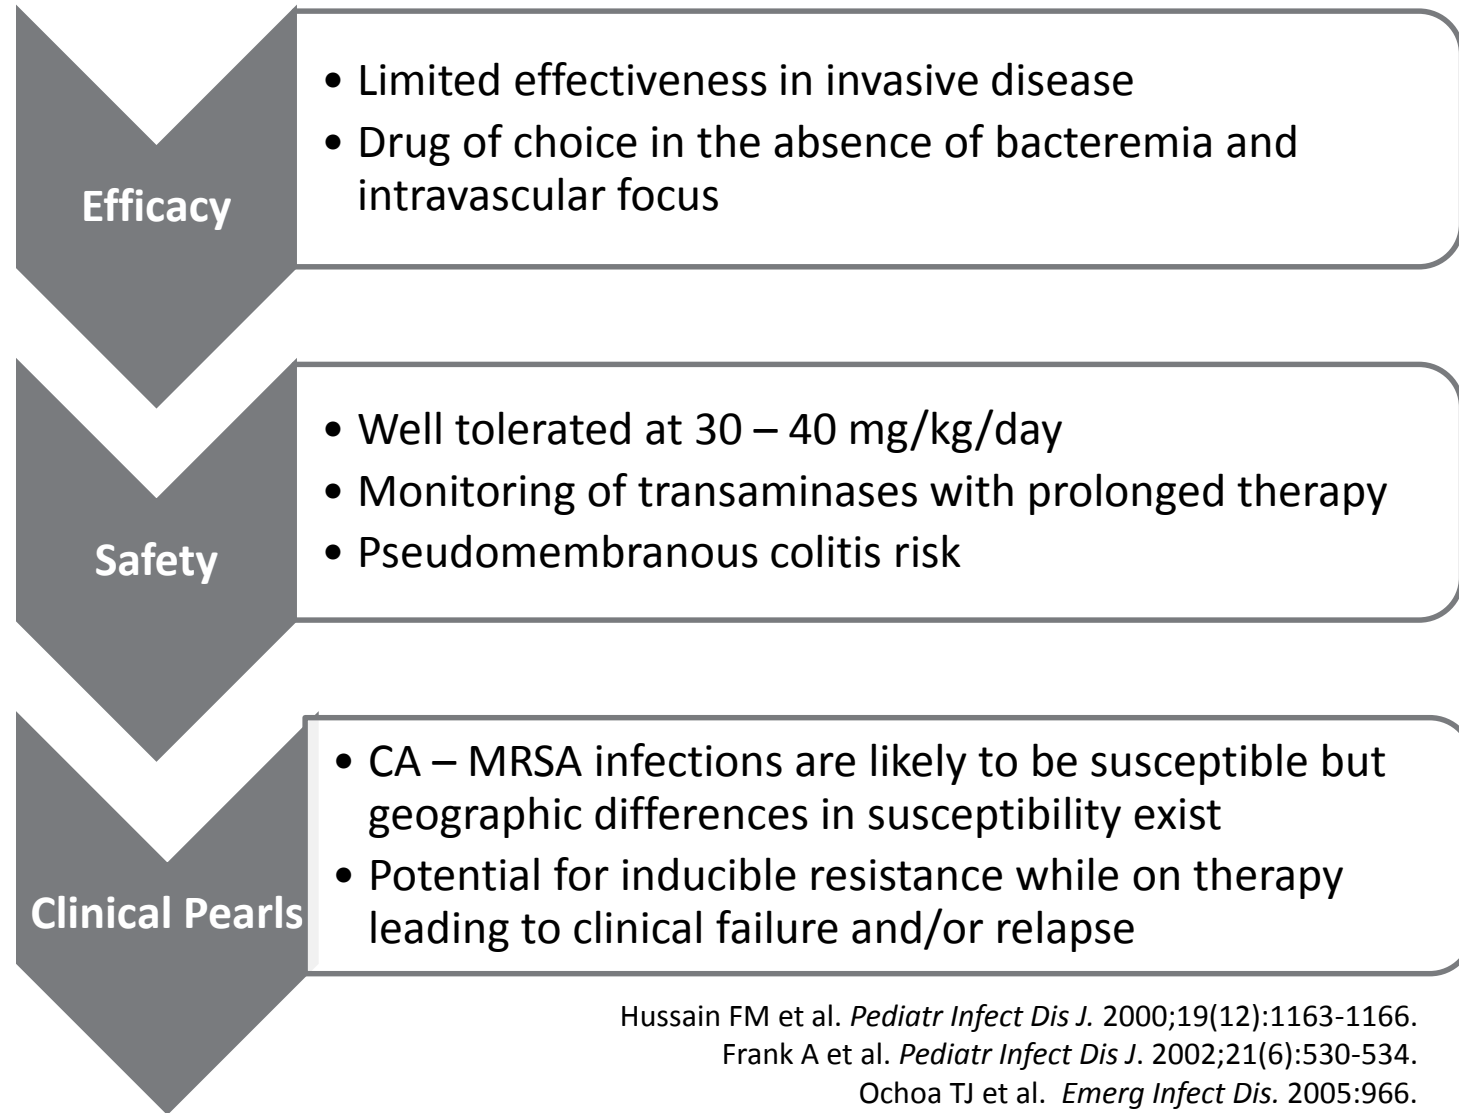 Efficacy
• Limited effectiveness in invasive disease
• Drug of choice in the absence of bacteremia and
intravascular focus
Safety
• Well tolerated at 30 – 40 mg/kg/day
• Monitoring of transaminases with prolonged therapy
• Pseudomembranous colitis risk
Clinical Pearls
• CA – MRSA infections are likely to be susceptible but
geographic differences in susceptibility exist
• Potential for inducible resistance while on therapy
leading to clinical failure and/or relapse
Hussain FM et al. Pediatr Infect Dis J. 2000;19(12):1163-1166.
Frank A et al. Pediatr Infect Dis J. 2002;21(6):530-534.
Ochoa TJ et al. Emerg Infect Dis. 2005:966.